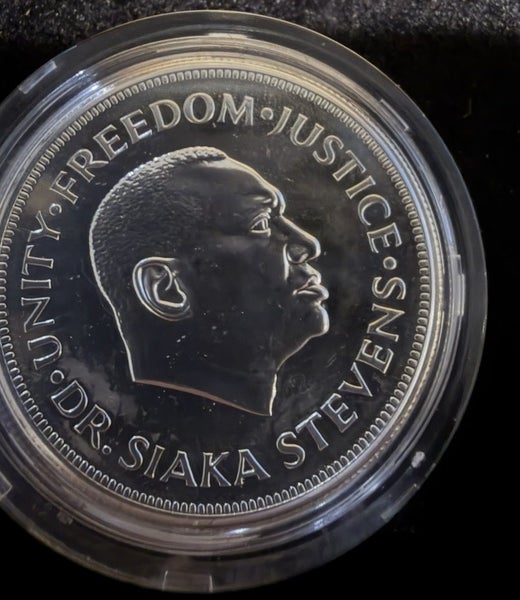 UNITY·FREEDOM·JUSTICE·
DR. SIAKA STEVENS·